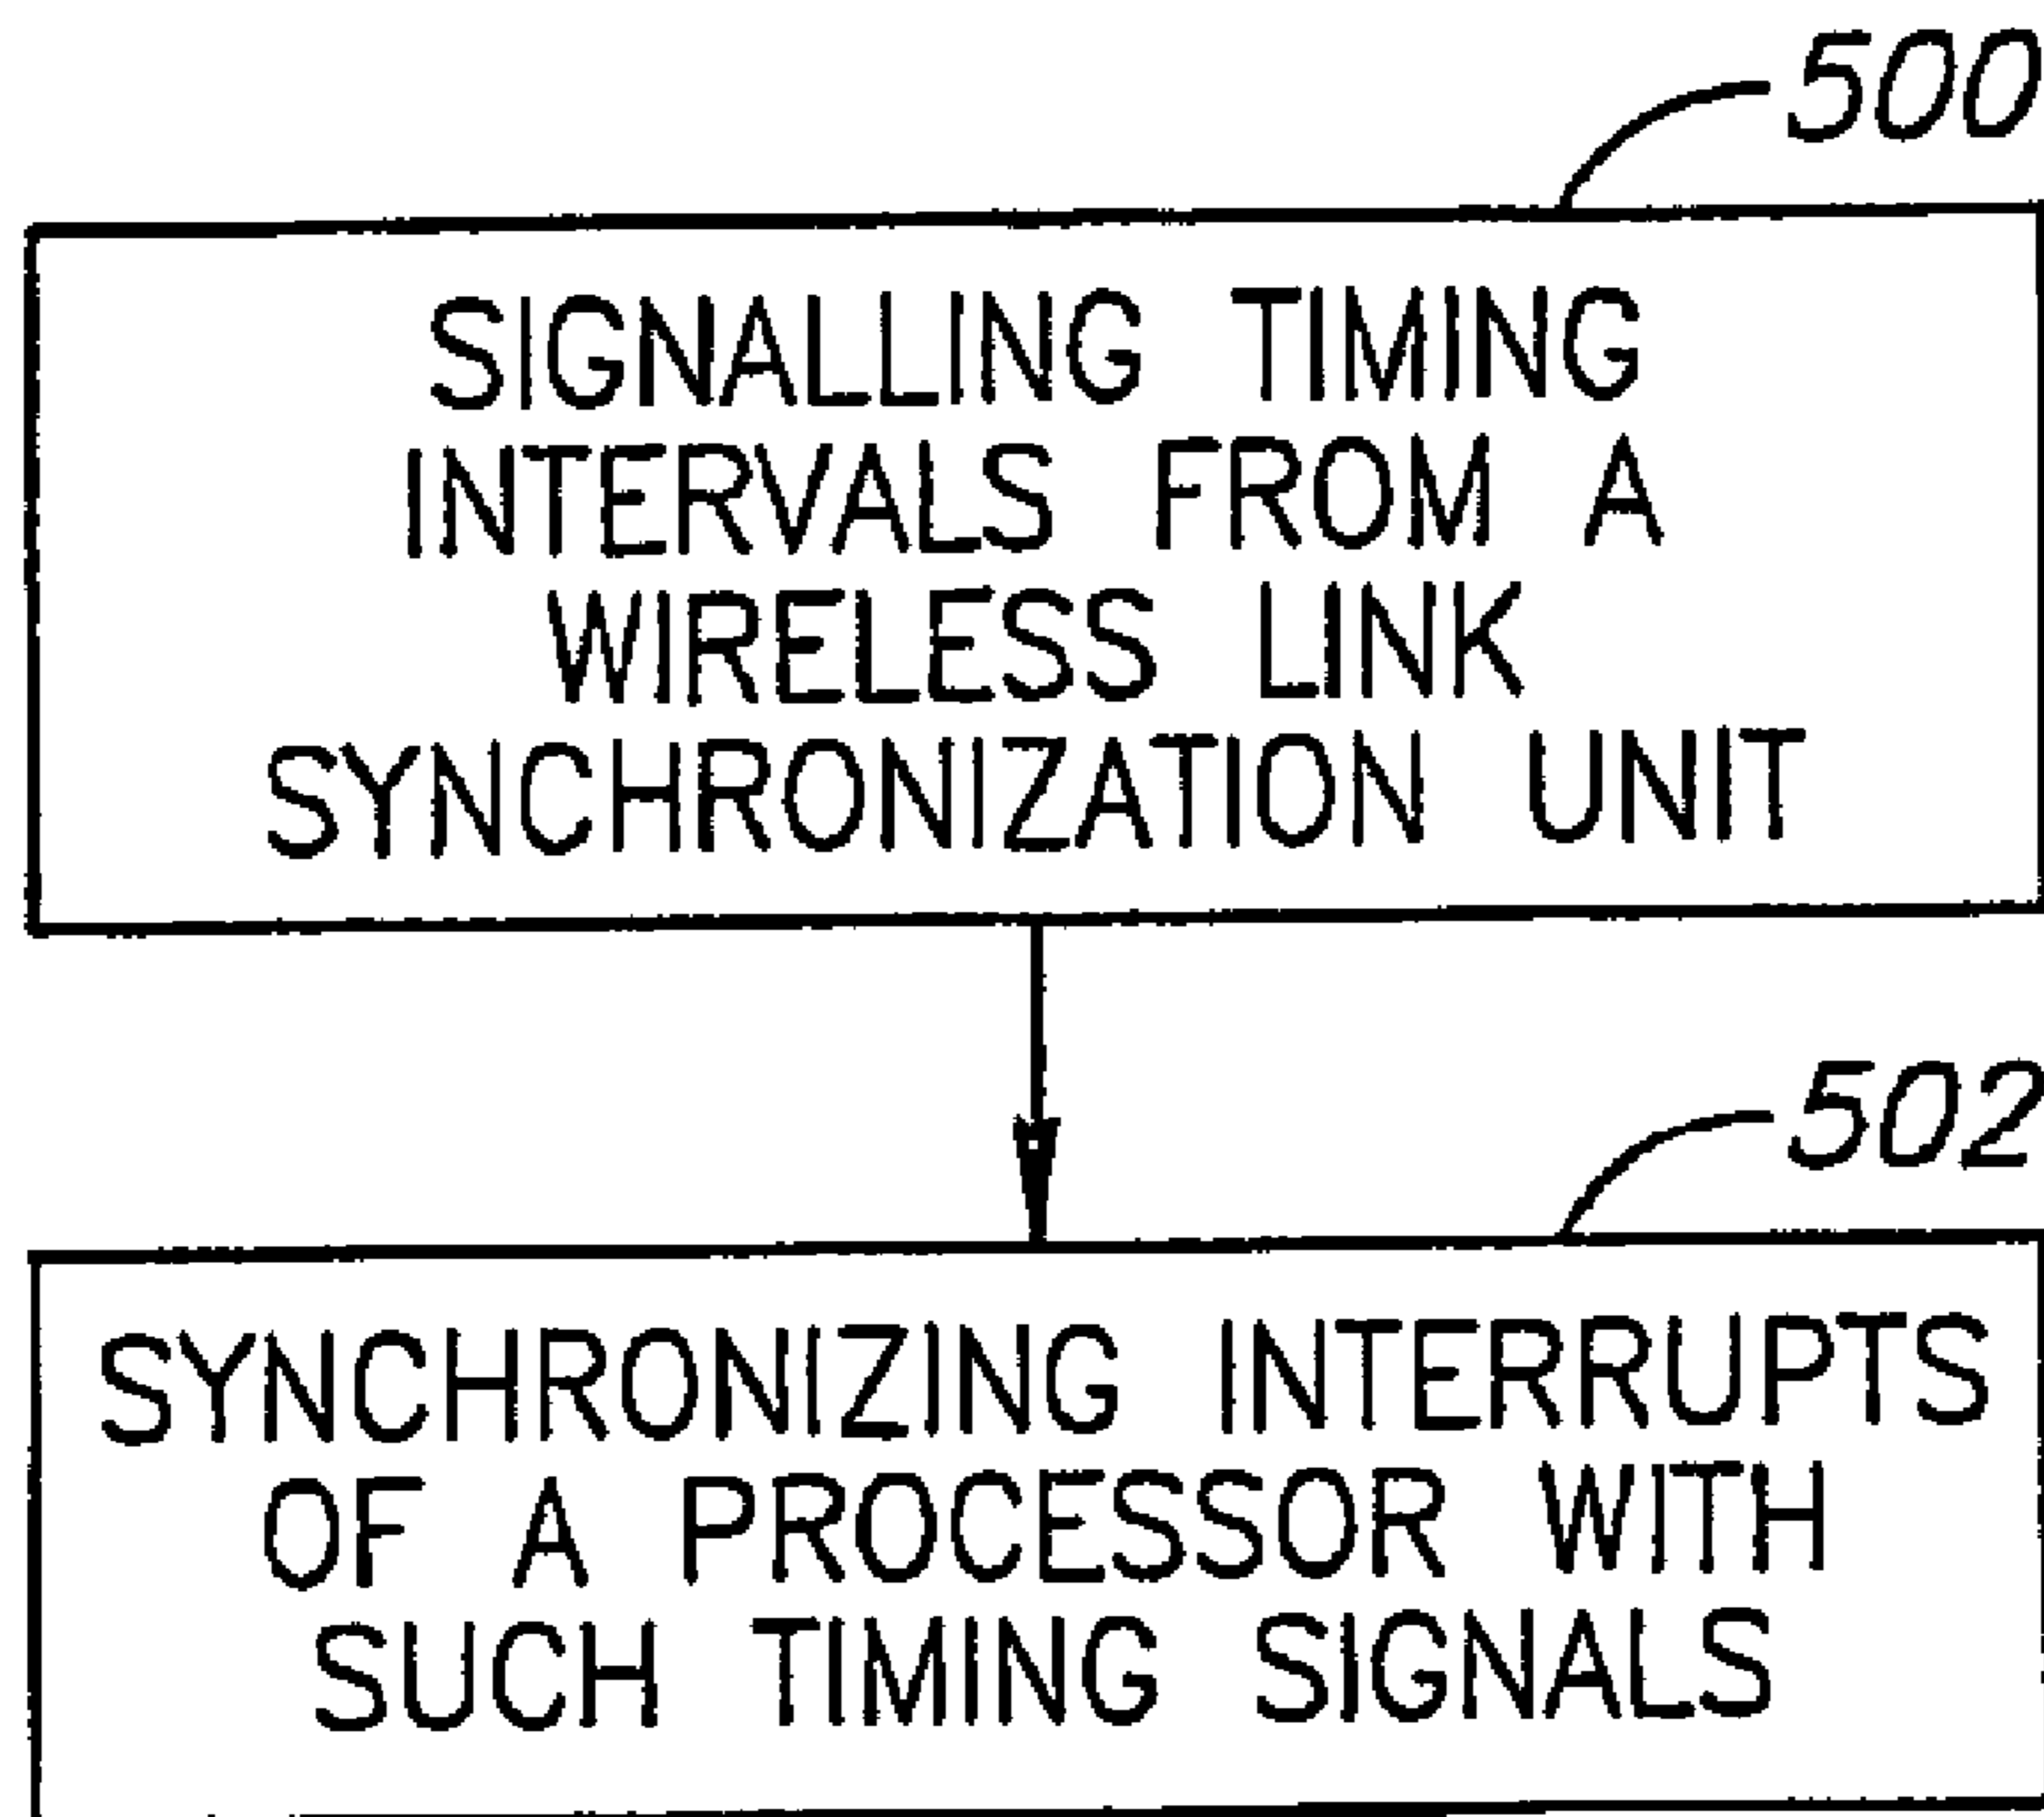 500
SIGNALLING TIMING
INTERVALS FROM A
WIRELESS LINK
SYNCHRONIZATION UNIT
502
SYNCHRONIZING INTERRUPTS
OF A PROCESSOR WITH
SUCH TIMING SIGNALS